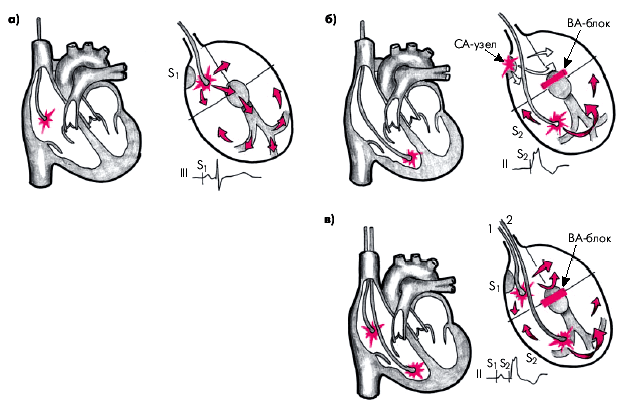 а)
S1
S1
III
б)
ВА-блок
СА-узел
S2
S2
II
в)
1 2
ВА-блок
S1
S2
S1 S2
II